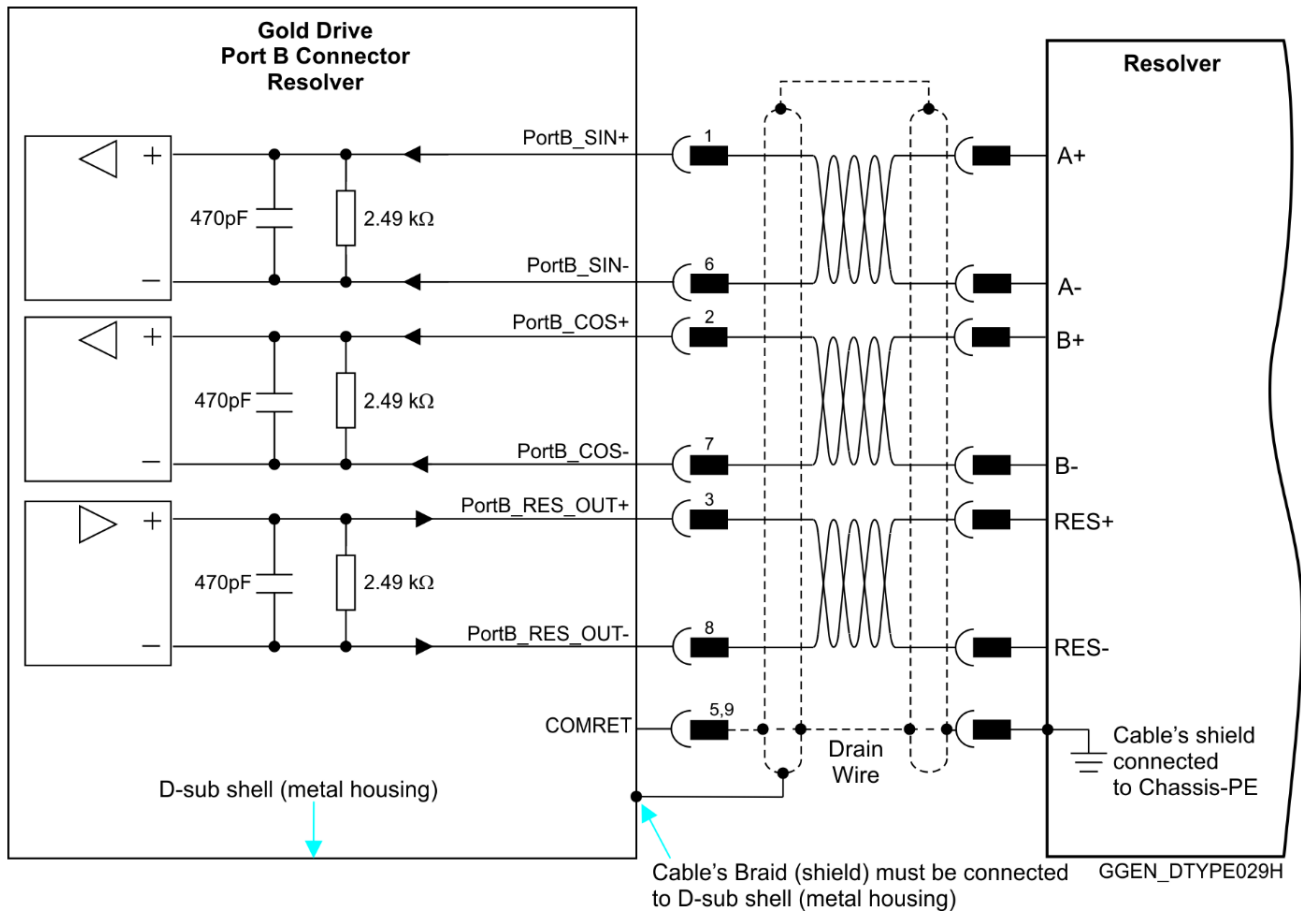 Gold Drive
Port B Connector
Resolver
Resolver
PortB_SIN+
1
+
A+
470pF
2.49 kΩ
PortB_SIN-
6
−
A-
PortB_COS+
2
+
B+
470pF
2.49 kΩ
PortB_COS-
7
−
B-
PortB_RES_OUT+
3
+
RES+
470pF
2.49 kΩ
PortB_RES_OUT-
8
−
RES-
COMRET
5,9
Drain
Wire
Cable's shield
connected
to Chassis-PE
D-sub shell (metal housing)
Cable's Braid (shield) must be connected
to D-sub shell (metal housing)
GGEN_DTYPE029H